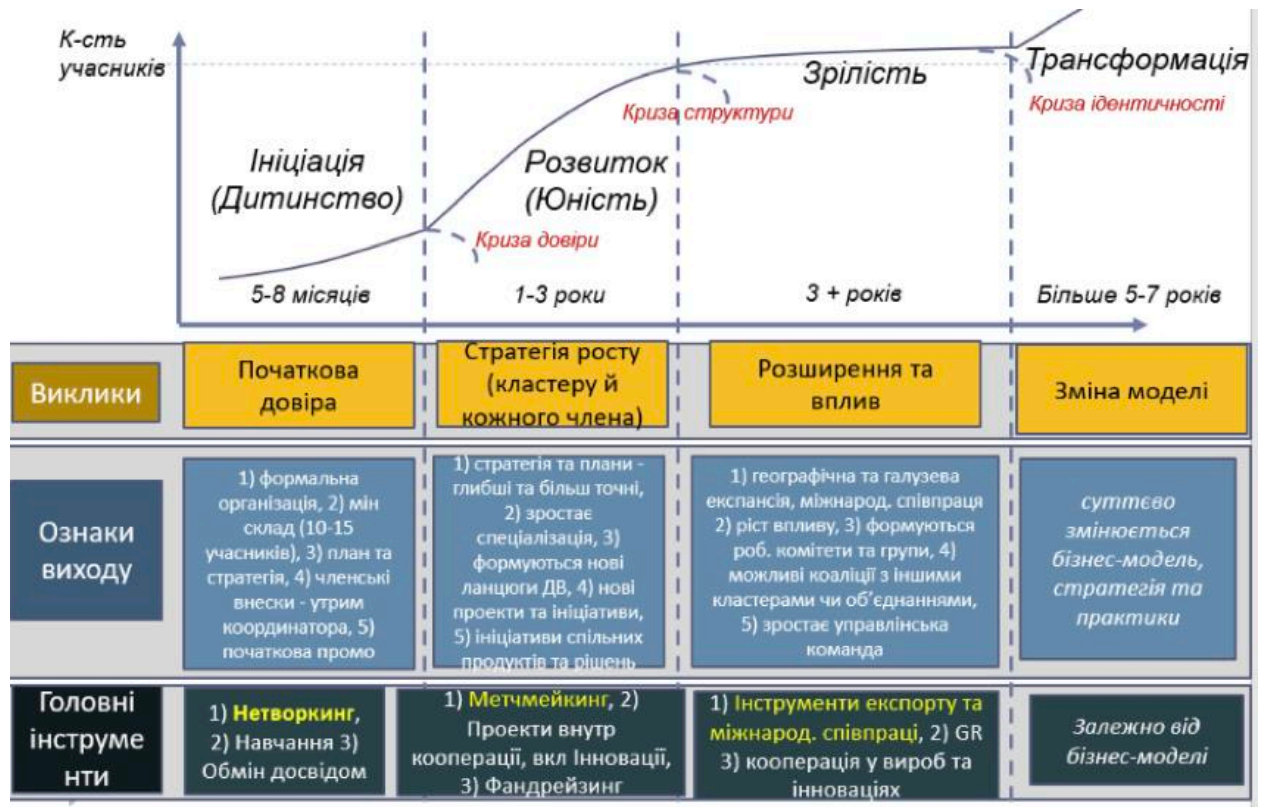 К-сть
учасників
Ініціація
(Дитинство)
Розвиток
(Юність)
Зрілість
Трансформація
Криза довіри
Криза структури
Криза ідентичності
5-8 місяців
1-3 роки
3 + років
Більше 5-7 років
Виклики
Початкова
довіра
Стратегія росту
(кластеру й
кожного члена)
Розширення та
вплив
Зміна моделі
Ознаки
виходу
1) формальна
організація, 2) мін
склад (10-15
учасників), 3) план та
стратегія, 4) членські
внески - утрим
координатора, 5)
початкова промо
1) стратегія та плани -
глибші та більш точні,
2) зростає
спеціалізація, 3)
формуються нові
ланцюги ДВ, 4) нові
проекти та ініціативи,
5) ініціативи спільних
продуктів та рішень
1) географічна та галузева
експансія, міжнарод. співпраця
2) ріст впливу, 3) формуються
роб. комітети та групи, 4)
можливі коаліції з іншими
кластерами чи об’єднаннями,
5) зростає управлінська
команда
суттєво
змінюється
бізнес-модель,
стратегія та
практики
Головні
інструме
нти
1) Нетворкинг,
2) Навчання 3)
Обмін досвідом
1) Метчмейкинг, 2)
Проекти внутр
кооперації, вкл Інновації,
3) Фандрейзинг
1) Інструменти експорту та
міжнарод. співпраці, 2) GR
3) кооперація у вироб та
інноваціях
Залежно від
бізнес-моделі